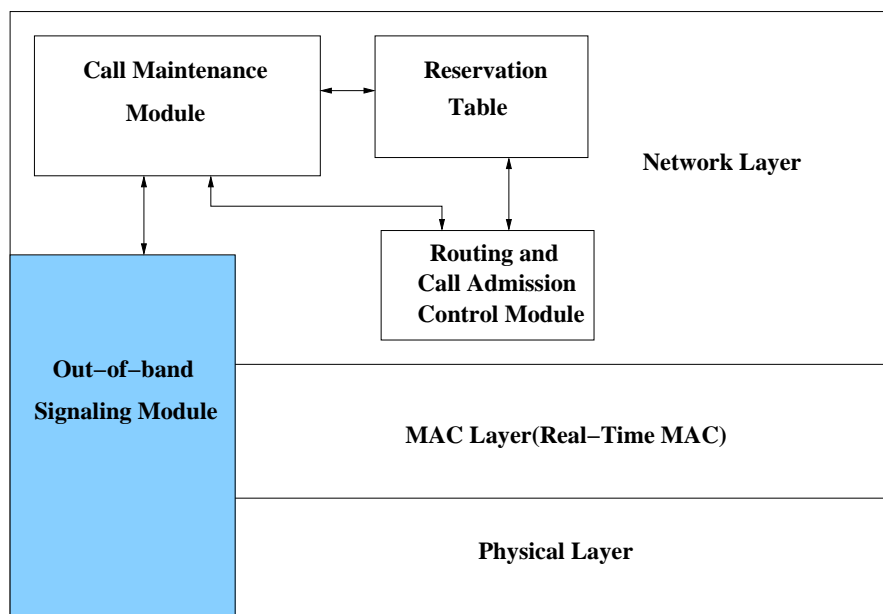 Call Maintenance
Module
Reservation
Table
Network Layer
Routing and
Call Admission
Control Module
Out−of−band
Signaling Module
MAC Layer(Real−Time MAC)
Physical Layer